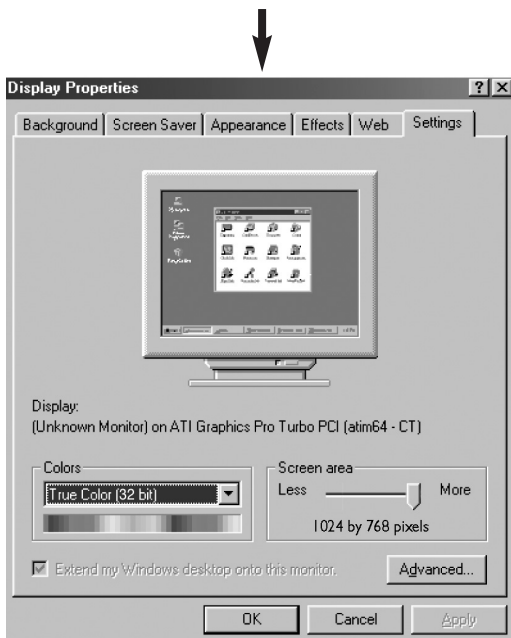 Display Properties
Background Screen Saver Appearance Effects Web Settings
Display:
(Unknown Monitor) on ATI Graphics Pro Turbo PCI (atim64 - CT)
Colors
True Color (32 bit)
Screen area
Less More
1024 by 768 pixels
Extend my Windows desktop onto this monitor.
Advanced...
OK Cancel Apply